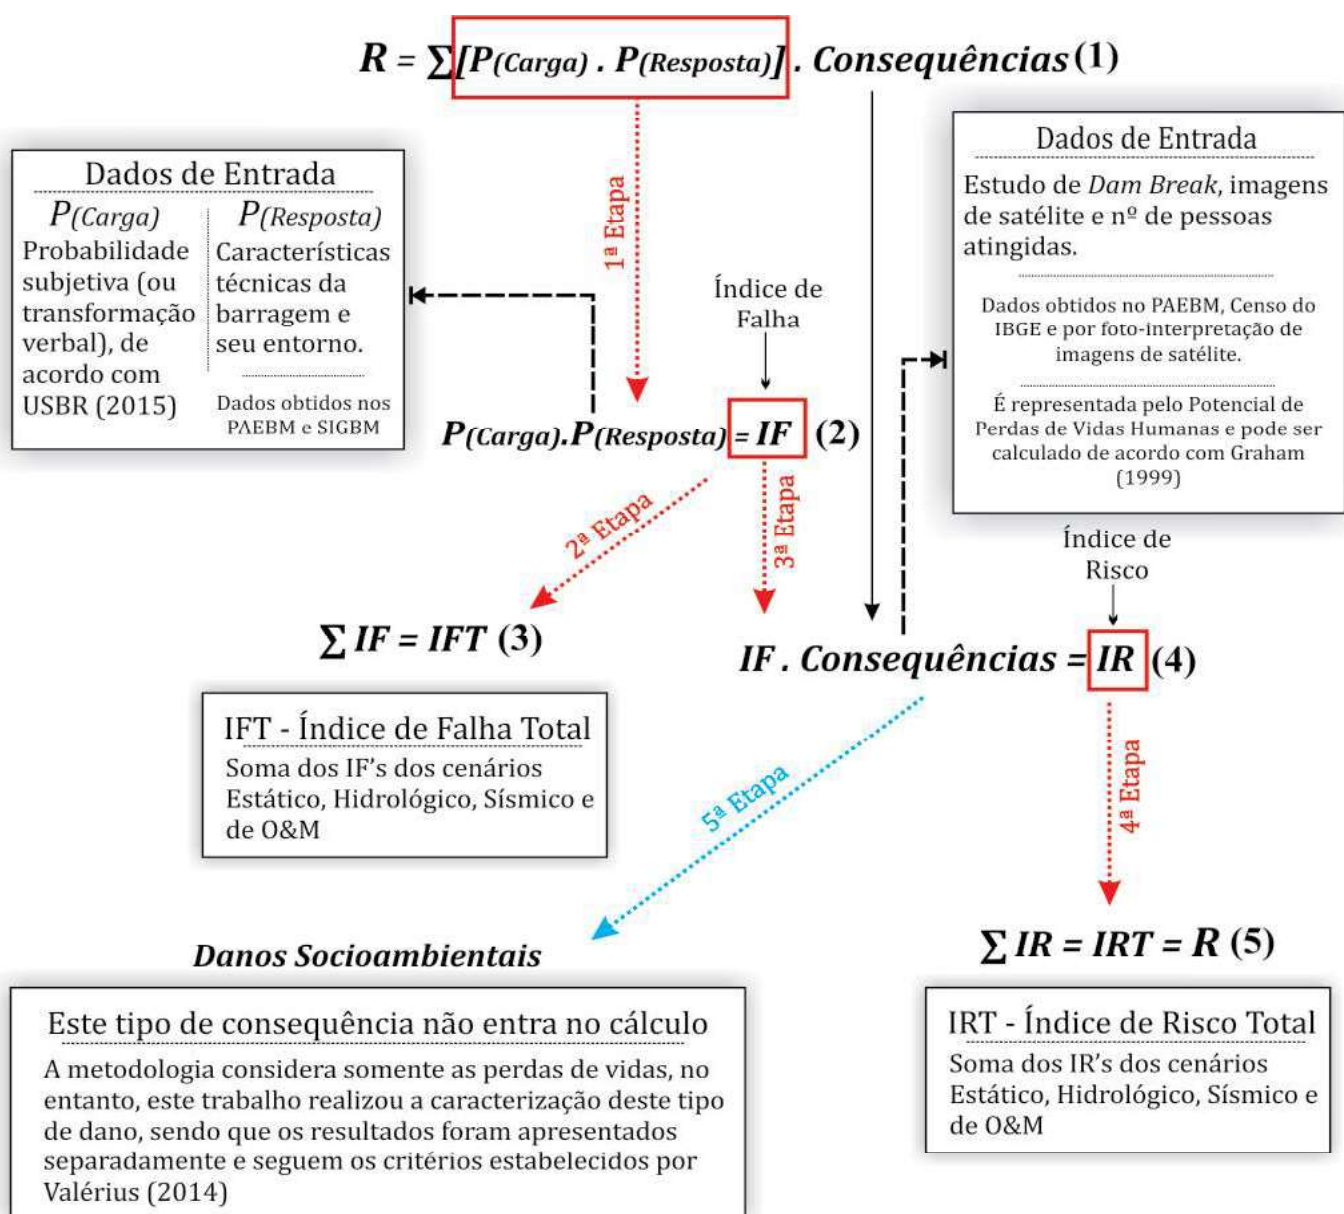 R = ∑[P(Carga) . P(Resposta)] . Consequências (1)
Dados de Entrada
P(Carga)
Probabilidade
subjetiva (ou
transformação
verbal), de
acordo com
USBR (2015)
P(Resposta)
Características
técnicas da
barragem e
seu entorno.
Dados obtidos nos
PAEBM e SIGBM
1ª Etapa
Dados de Entrada
Estudo de Dam Break, imagens
de satélite e nº de pessoas
atingidas.
Dados obtidos no PAEBM, Censo do
IBGE e por foto-interpretação de
imagens de satélite.
É representada pelo Potencial de
Perdas de Vidas Humanas e pode ser
calculado de acordo com Graham
(1999)
Índice de
Falha
P(Carga).P(Resposta) = IF (2)
2ª Etapa
3ª Etapa
Índice de
Risco
∑ IF = IFT (3)
IF . Consequências = IR (4)
IFT - Índice de Falha Total
Soma dos IF's dos cenários
Estático, Hidrológico, Sísmico e
de O&M
5ª Etapa
4ª Etapa
Danos Socioambientais
Este tipo de consequência não entra no cálculo
A metodologia considera somente as perdas de vidas, no
entanto, este trabalho realizou a caracterização deste tipo
de dano, sendo que os resultados foram apresentados
separadamente e seguem os critérios estabelecidos por
Valérius (2014)
∑ IR = IRT = R (5)
IRT - Índice de Risco Total
Soma dos IR's dos cenários
Estático, Hidrológico, Sísmico e
de O&M